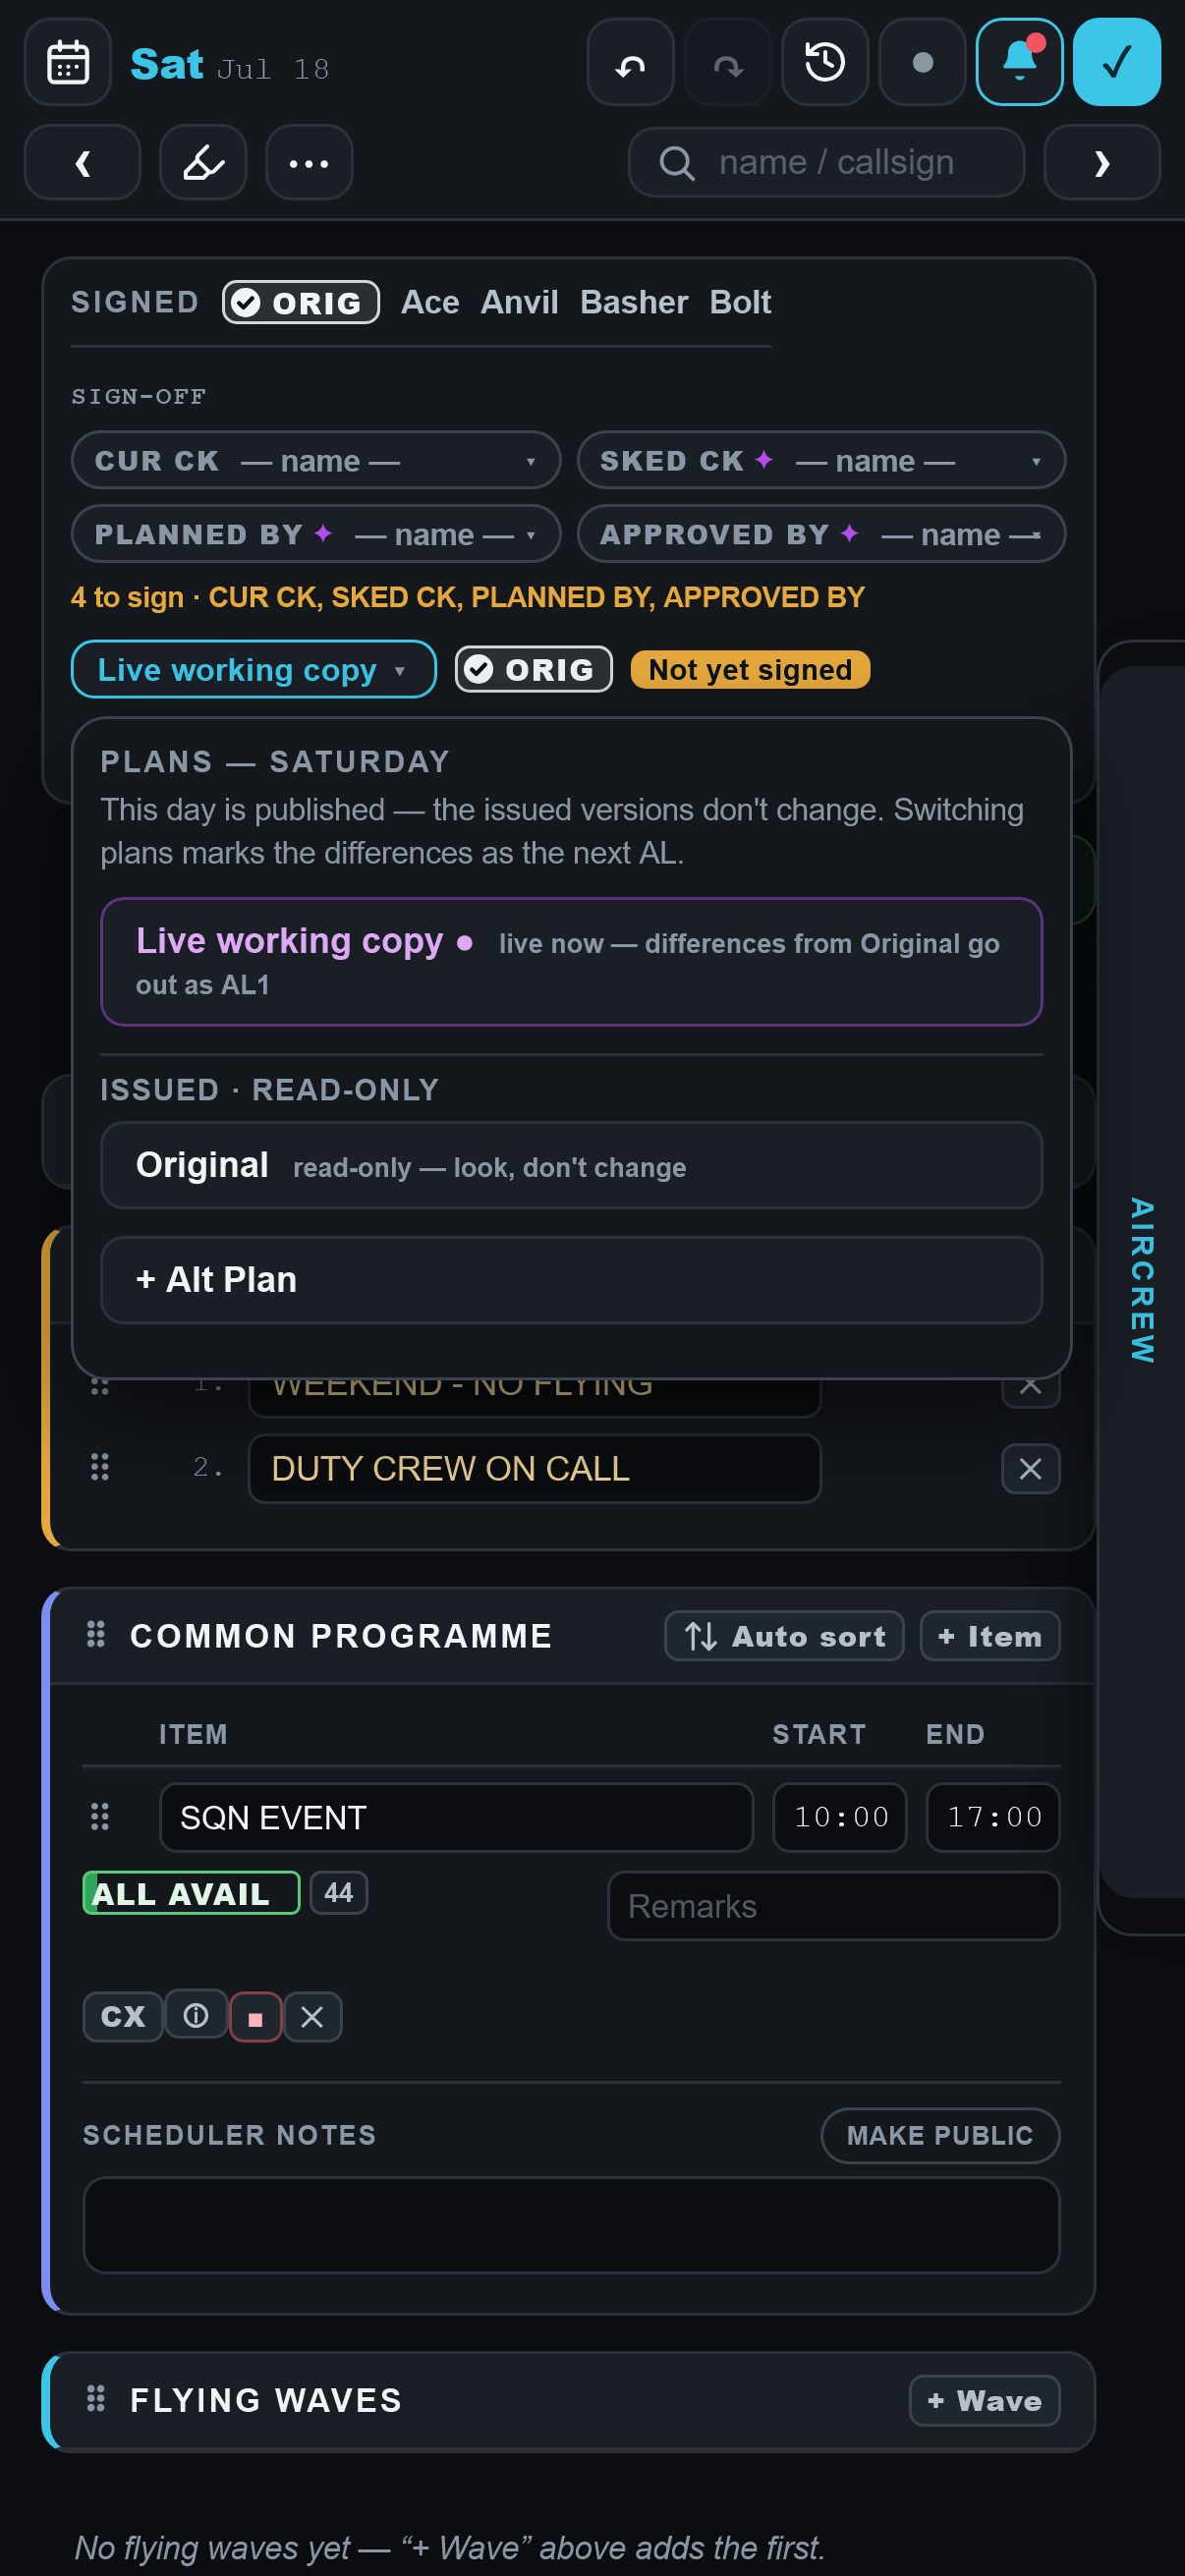 Sat Jul 18
name / callsign
SIGNED ORIG Ace Anvil Basher Bolt
SIGN-OFF
CUR CK — name —
SKED CK — name —
PLANNED BY — name —
APPROVED BY — name —
4 to sign · CUR CK, SKED CK, PLANNED BY, APPROVED BY
Live working copy ORIG Not yet signed
PLANS — SATURDAY
This day is published — the issued versions don't change. Switching
plans marks the differences as the next AL.
Live working copy ● live now — differences from Original go
out as AL1
ISSUED · READ-ONLY
Original read-only — look, don't change
+ Alt Plan
AIRCREW
1. WEEKEND - NO FLYING
2. DUTY CREW ON CALL
COMMON PROGRAMME Auto sort + Item
ITEM START END
SQN EVENT 10:00 17:00
ALL AVAIL 44 Remarks
CX
SCHEDULER NOTES MAKE PUBLIC
FLYING WAVES + Wave
No flying waves yet — “+ Wave” above adds the first.